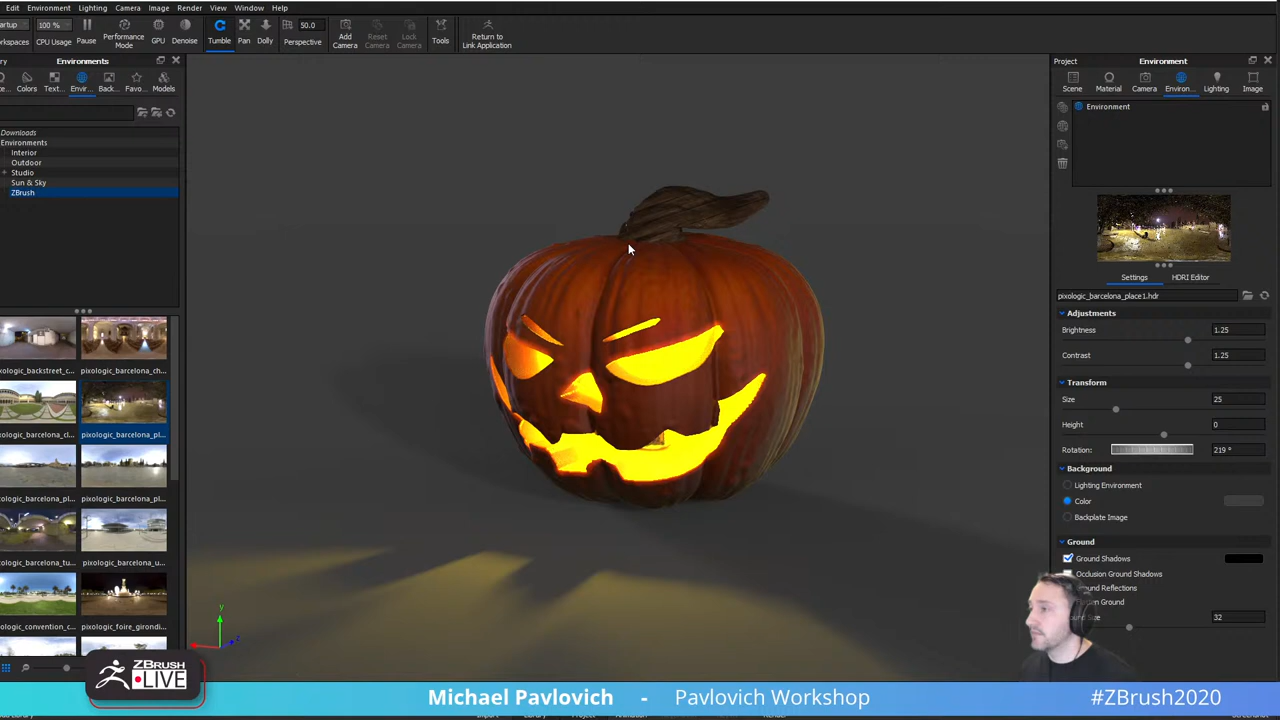 Edit Environment Camera Image Render View Window Help
100 %
50.0
CPU Usage Pause Performance Mode GPU Denoise Tumble Pan Dolly Perspective Add Camera Reset Camera Lock Camera Tools Return to Link Application
Environments
Colors Text... Envir... Back... Favo... Models
Downloads
Environments
Interior
Outdoor
Studio
Sun & Sky
ZBrush
pixologic_backstreet_c... pixologic_barcelona_ch...
pixologic_barcelona_cl... pixologic_barcelona_pl...
pixologic_barcelona_pl... pixologic_barcelona_pl...
pixologic_barcelona_tu... pixologic_barcelona_u...
pixologic_convention_c... pixologic_foire_girondi...
Project Environment
Scene Material Camera Environ... Lighting Image
Environment
Settings HDRI Editor
pixologic_barcelona_place1.hdr
Adjustments
Brightness 1.25
Contrast 1.25
Transform
Size 25
Height 0
Rotation: 219 °
Background
Lighting Environment
Color
Backplate Image
Ground
Ground Shadows
Occlusion Ground Shadows
Ground Reflections
Ground
Size 32
y
z
ZBRUSH
LIVE
Michael Pavlovich - Pavlovich Workshop #ZBrush2020